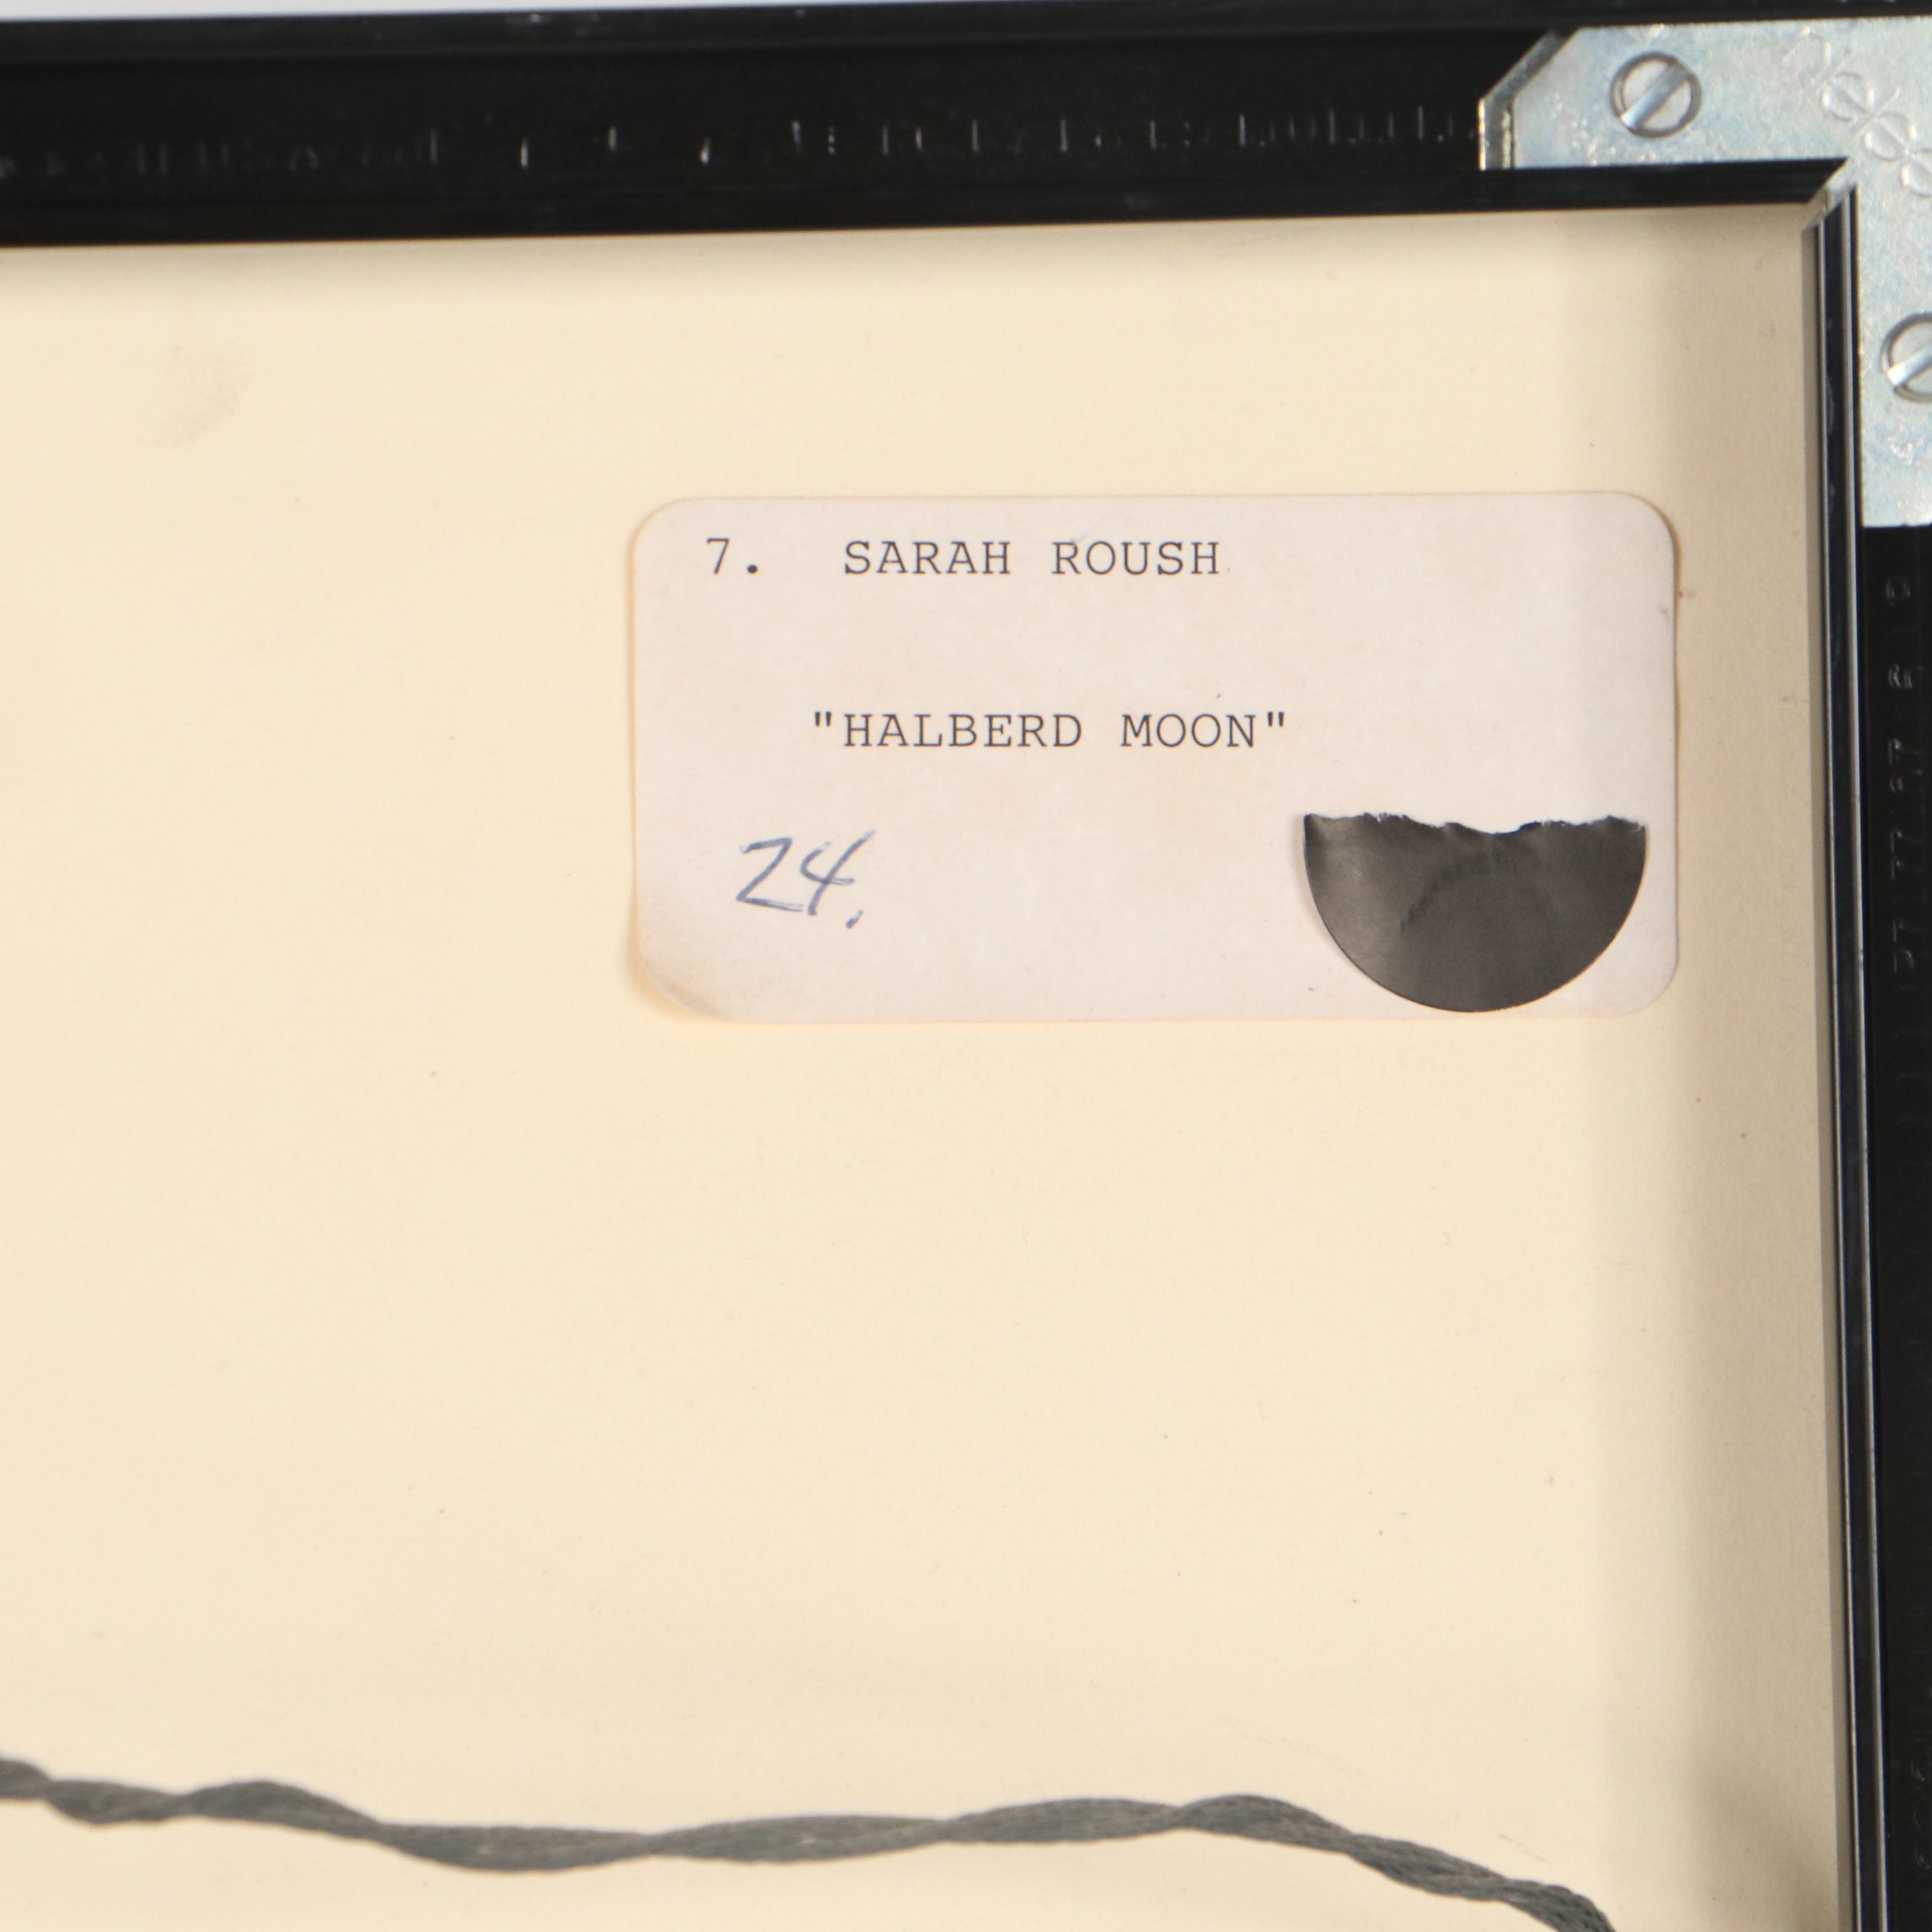 7. SARAH ROUSH
"HALBERD MOON"
24.